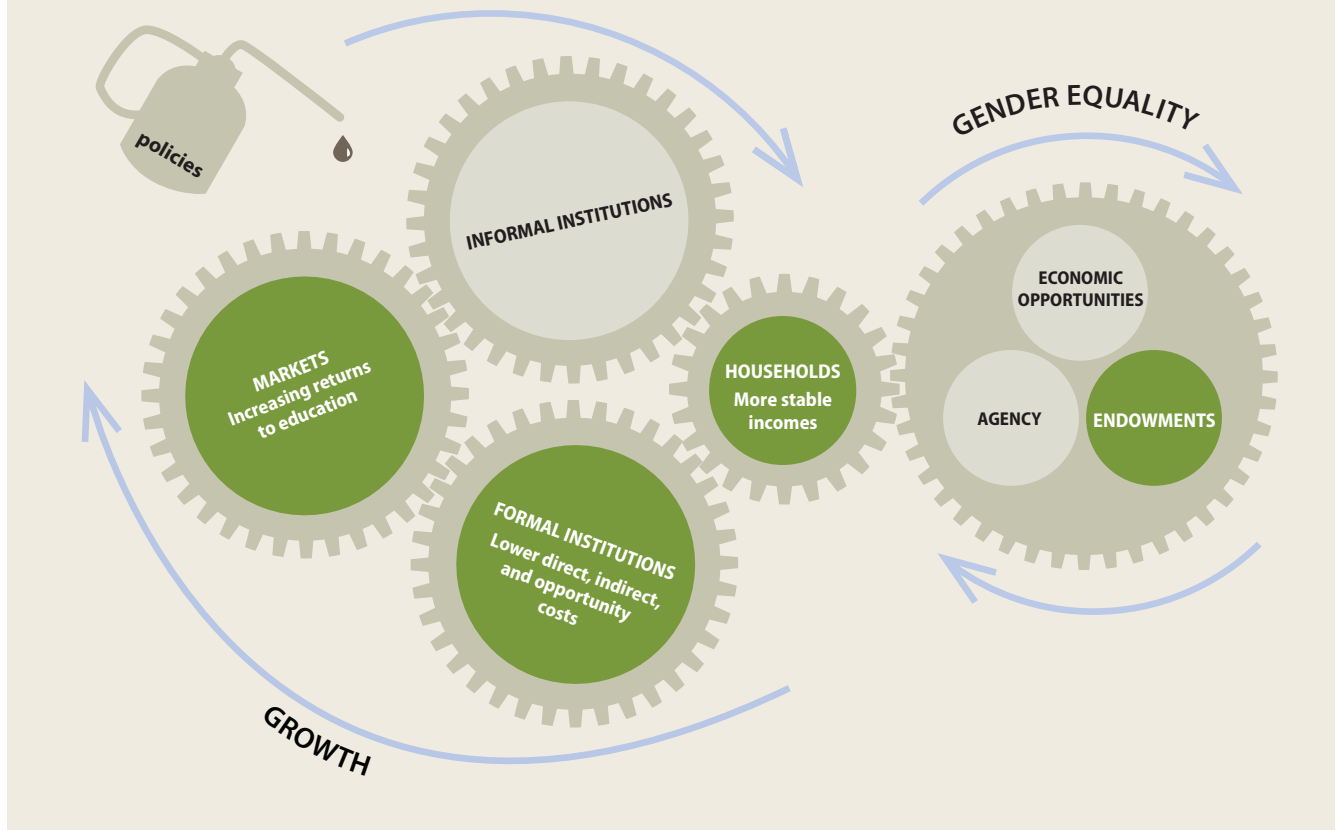 policies
INFORMAL INSTITUTIONS
GENDER EQUALITY
MARKETS
Increasing returns
to education
HOUSEHOLDS
More stable
incomes
ECONOMIC
OPPORTUNITIES
AGENCY
ENDOWMENTS
FORMAL INSTITUTIONS
Lower direct, indirect,
and opportunity
costs
GROWTH